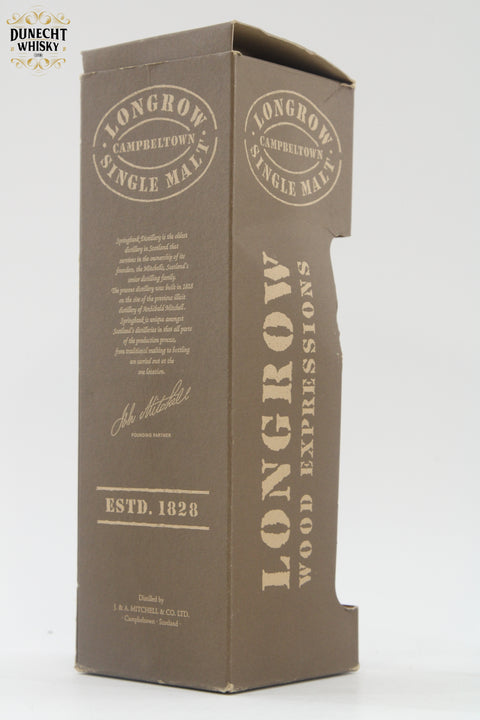 DUNECHT
WHISKY
LONGROW
CAMPBELTOWN
SINGLE MALT
Springbank Distillery is the oldest
distillery in Scotland that
survives in the ownership of its
founders, the Mitchells, Scotland's
senior distilling family.
The present distillery was built in 1828
on the site of the previous illicit
distillery of Archibald Mitchell.
Springbank is unique amongst
Scotland's distilleries in that all parts
of the production process,
from traditional malting to bottling
are carried out at the
one location.
John Mitchell
FOUNDING PARTNER
ESTD. 1828
Distilled by
J. & A. MITCHELL & CO. LTD.
· Campbeltown · Scotland ·
LONGROW
CAMPBELTOWN
SINGLE MALT
LONGROW
WOOD EXPRESSIONS